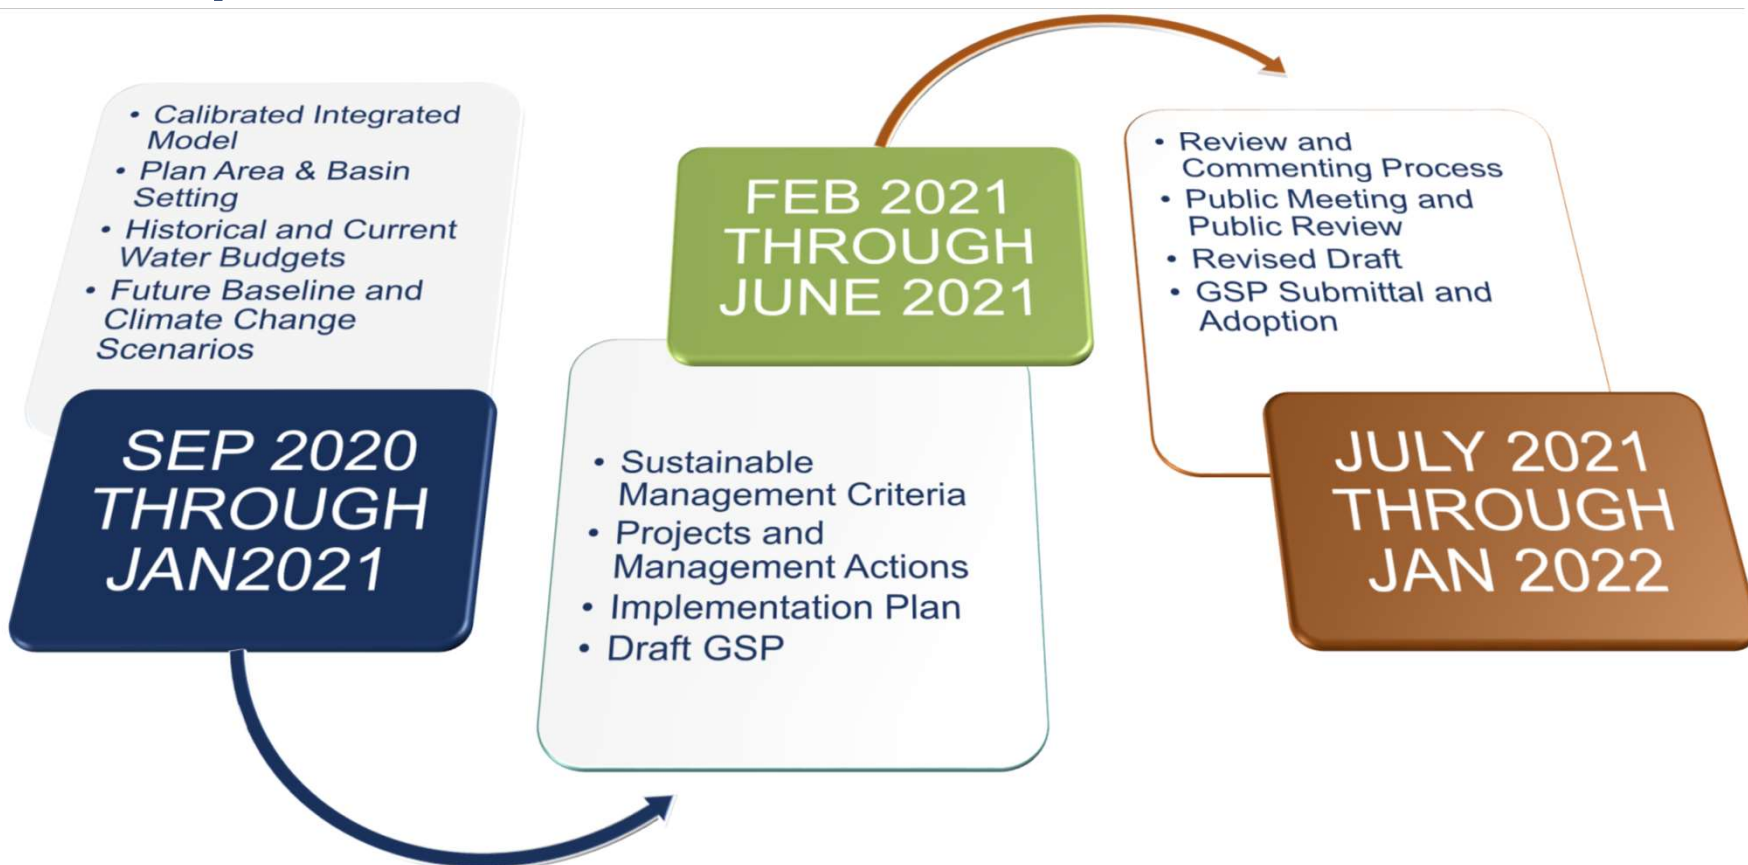 • Calibrated Integrated
Model
• Plan Area & Basin
Setting
• Historical and Current
Water Budgets
• Future Baseline and
Climate Change
Scenarios
SEP 2020
THROUGH
JAN2021
FEB 2021
THROUGH
JUNE 2021
• Sustainable
Management Criteria
• Projects and
Management Actions
• Implementation Plan
• Draft GSP
• Review and
Commenting Process
• Public Meeting and
Public Review
• Revised Draft
• GSP Submittal and
Adoption
JULY 2021
THROUGH
JAN 2022